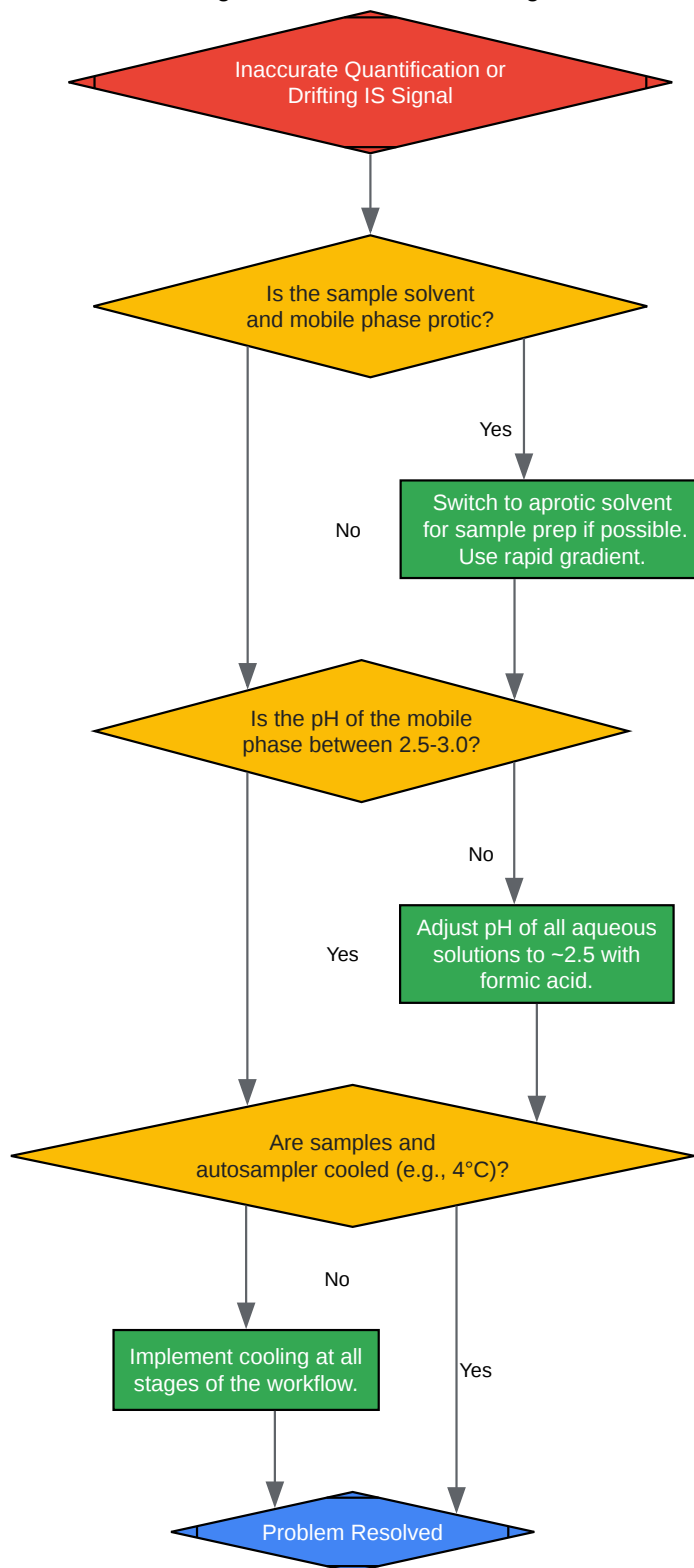 Inaccurate Quantification or
Drifting IS Signal
Is the sample solvent
and mobile phase protic?
Yes
No
Switch to aprotic solvent
for sample prep if possible.
Use rapid gradient.
Is the pH of the mobile
phase between 2.5-3.0?
No
Yes
Adjust pH of all aqueous
solutions to ~2.5 with
formic acid.
Are samples and
autosampler cooled (e.g., 4°C)?
No
Implement cooling at all
stages of the workflow.
Yes
Problem Resolved